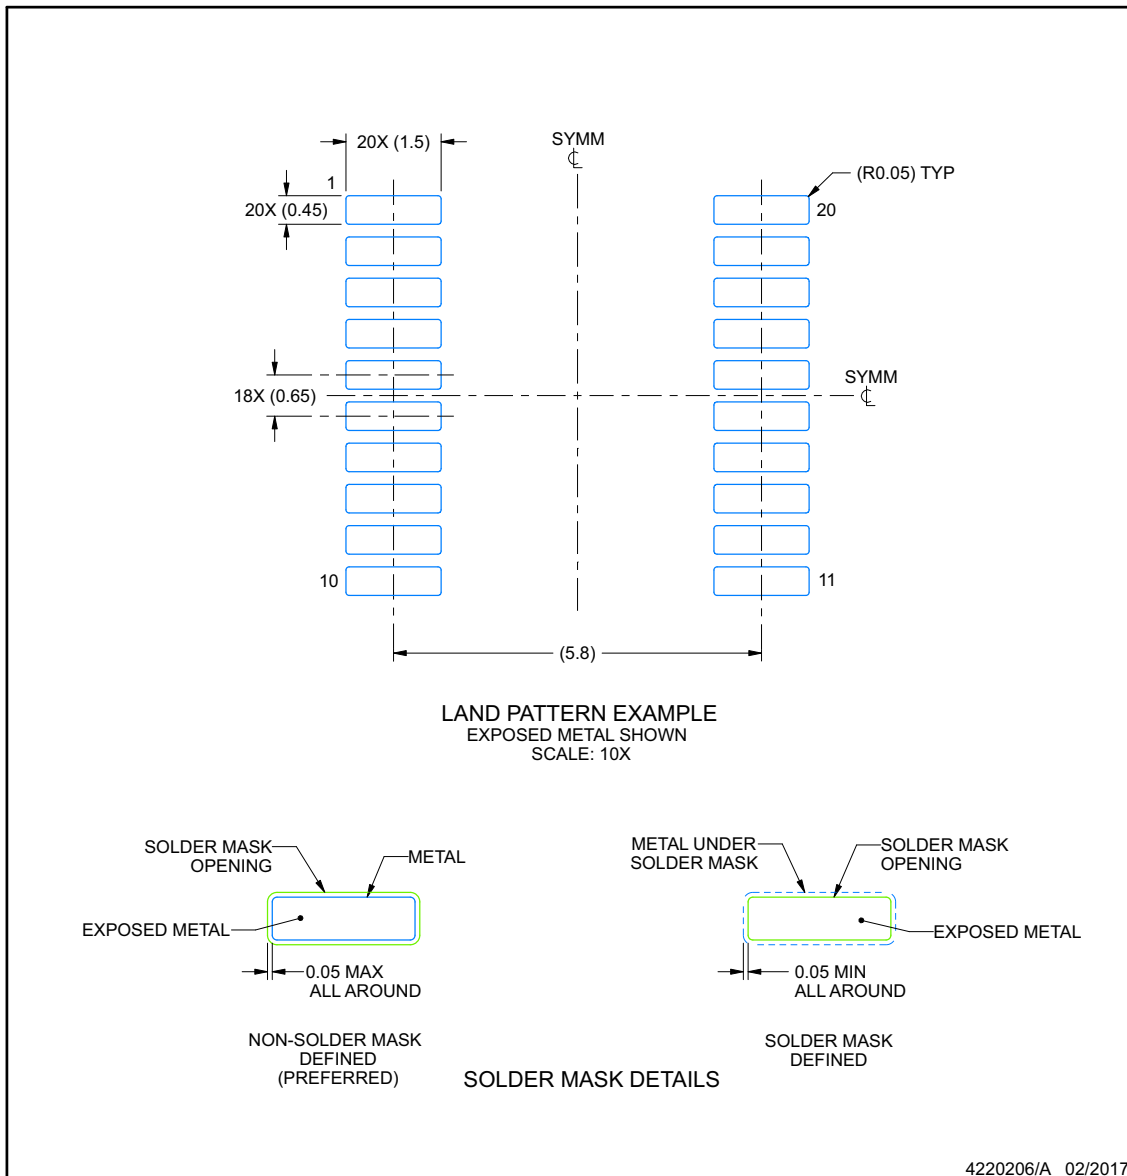 SYMM
20X (1.5)
(R0.05) TYP
1
20X (0.45)
20
SYMM
18X (0.65)
10
11
(5.8)
LAND PATTERN EXAMPLE
EXPOSED METAL SHOWN
SCALE: 10X
SOLDER MASK
OPENING
METAL
EXPOSED METAL
0.05 MAX
ALL AROUND
NON-SOLDER MASK
DEFINED
(PREFERRED)
METAL UNDER
SOLDER MASK
SOLDER MASK
OPENING
EXPOSED METAL
0.05 MIN
ALL AROUND
SOLDER MASK
DEFINED
SOLDER MASK DETAILS
4220206/A 02/2017